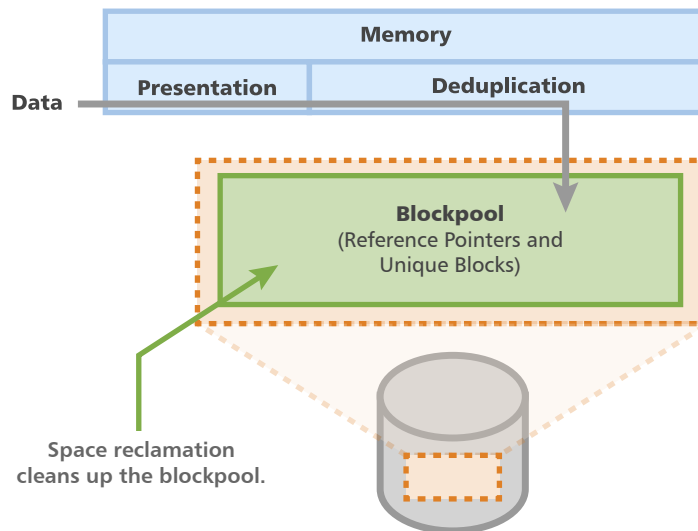 Memory
Presentation
Deduplication
Data
Blockpool
(Reference Pointers and
Unique Blocks)
Space reclamation
cleans up the blockpool.